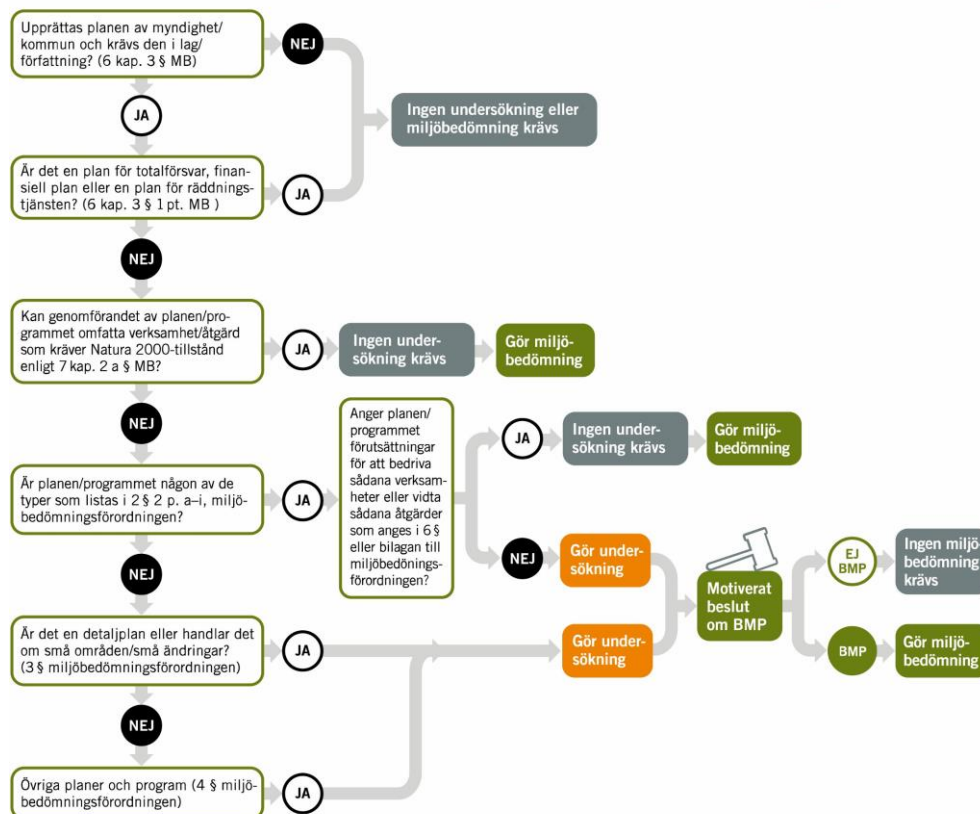 Upprättas planen av myndighet/
kommun och krävs den i lag/
författning? (6 kap. 3 § MB)
NEJ
JA
Ingen undersökning eller
miljöbedömning krävs
Är det en plan för totalförsvar, finan-
siell plan eller en plan för räddnings-
tjänsten? (6 kap. 3 § 1 pt. MB )
JA
NEJ
Kan genomförandet av planen/pro-
grammet omfatta verksamhet/åtgärd
som kräver Natura 2000-tillstånd
enligt 7 kap. 2 a § MB?
JA
Ingen under-
sökning krävs
Gör miljö-
bedömning
NEJ
Är planen/programmet någon av de
typer som listas i 2 § 2 p. a–i, miljö-
bedömningsförordningen?
JA
Anger planen/
programmet
förutsättningar
för att bedriva
sådana verksam-
heter eller vidta
sådana åtgärder
som anges i 6 §
eller bilagan till
miljöbedönings-
förordningen?
JA
Ingen under-
sökning krävs
Gör miljö-
bedömning
NEJ
Gör under-
sökning
Motiverat
beslut
om BMP
EJ
BMP
Ingen miljö-
bedömning
krävs
BMP
Gör miljö-
bedömning
NEJ
Är det en detaljplan eller handlar det
om små områden/små ändringar?
(3 § miljöbedömningsförordningen)
JA
Gör under-
sökning
NEJ
Övriga planer och program (4 § miljö-
bedömningsförordningen)
JA